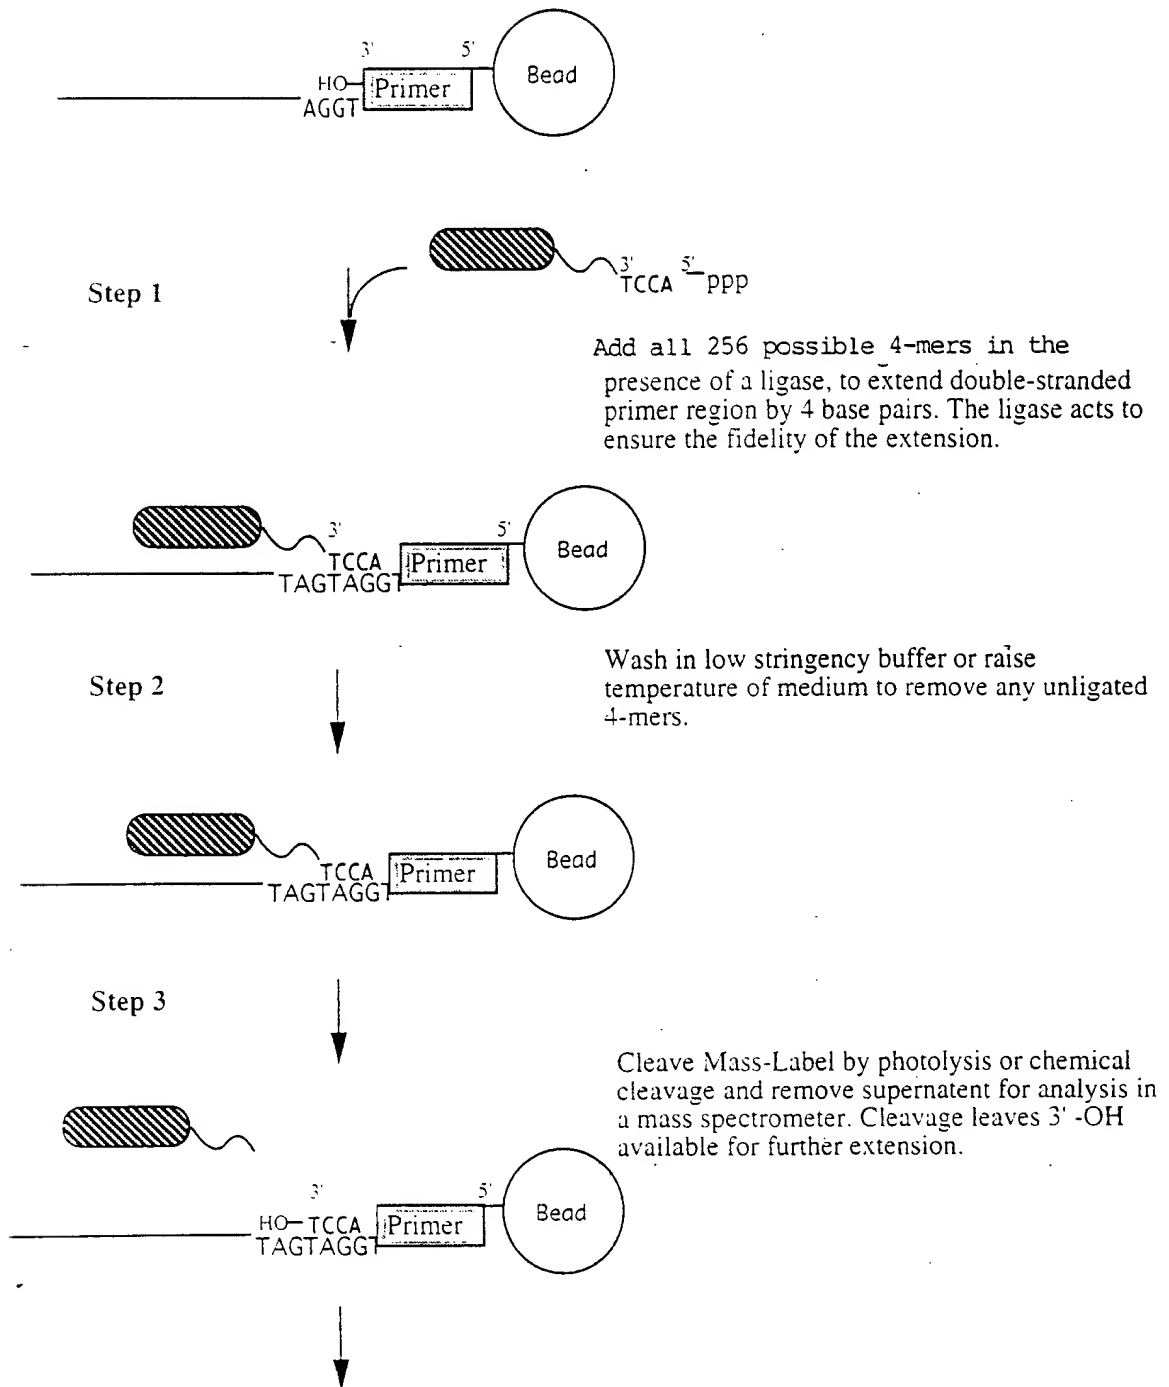 3' 5'
HO Primer Bead
AGGT
3' 5'
TCCA ppp
Step 1
Add all 256 possible 4-mers in the
presence of a ligase, to extend double-stranded
primer region by 4 base pairs. The ligase acts to
ensure the fidelity of the extension.
3' 5'
TCCA Primer Bead
TAGTAGGT
Step 2
Wash in low stringency buffer or raise
temperature of medium to remove any unligated
4-mers.
TCCA Primer Bead
TAGTAGGT
Step 3
Cleave Mass-Label by photolysis or chemical
cleavage and remove supernatent for analysis in
a mass spectrometer. Cleavage leaves 3' -OH
available for further extension.
3' 5'
HO-TCCA Primer Bead
TAGTAGGT